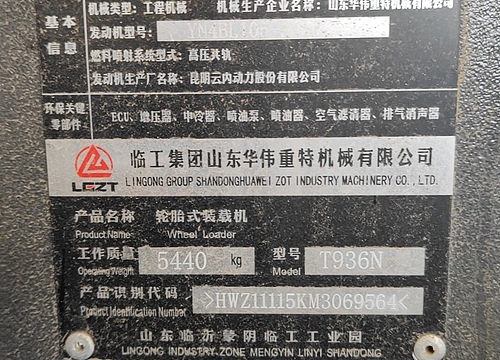 机械类型：工程机械 机械生产企业名称：山东华伟重特机械有限公司
基本信息
发动机型号：
燃料喷射系统型式：高压共轨
发动机生产厂名称：昆明云内动力股份有限公司
环保关键零部件
ECU、增压器、中冷器、喷油泵、喷油器、空气滤清器、排气消声器
LGZT
临工集团山东华伟重特机械有限公司
LINGONG GROUP SHANDONGHUAWEI ZOT INDUSTRY MACHINERY CO., LTD.
产品名称 轮胎式装载机
Product Name Wheel Loader
工作质量 5440 kg 型号 T936N
Operating Weight Model
产品识别代码 >HWZ11115KM3069564<
Product Identification Number
山东临沂蒙阴临工工业园
LINGONG INDUSTRY ZONE MENGYIN LINYI SHANDONG